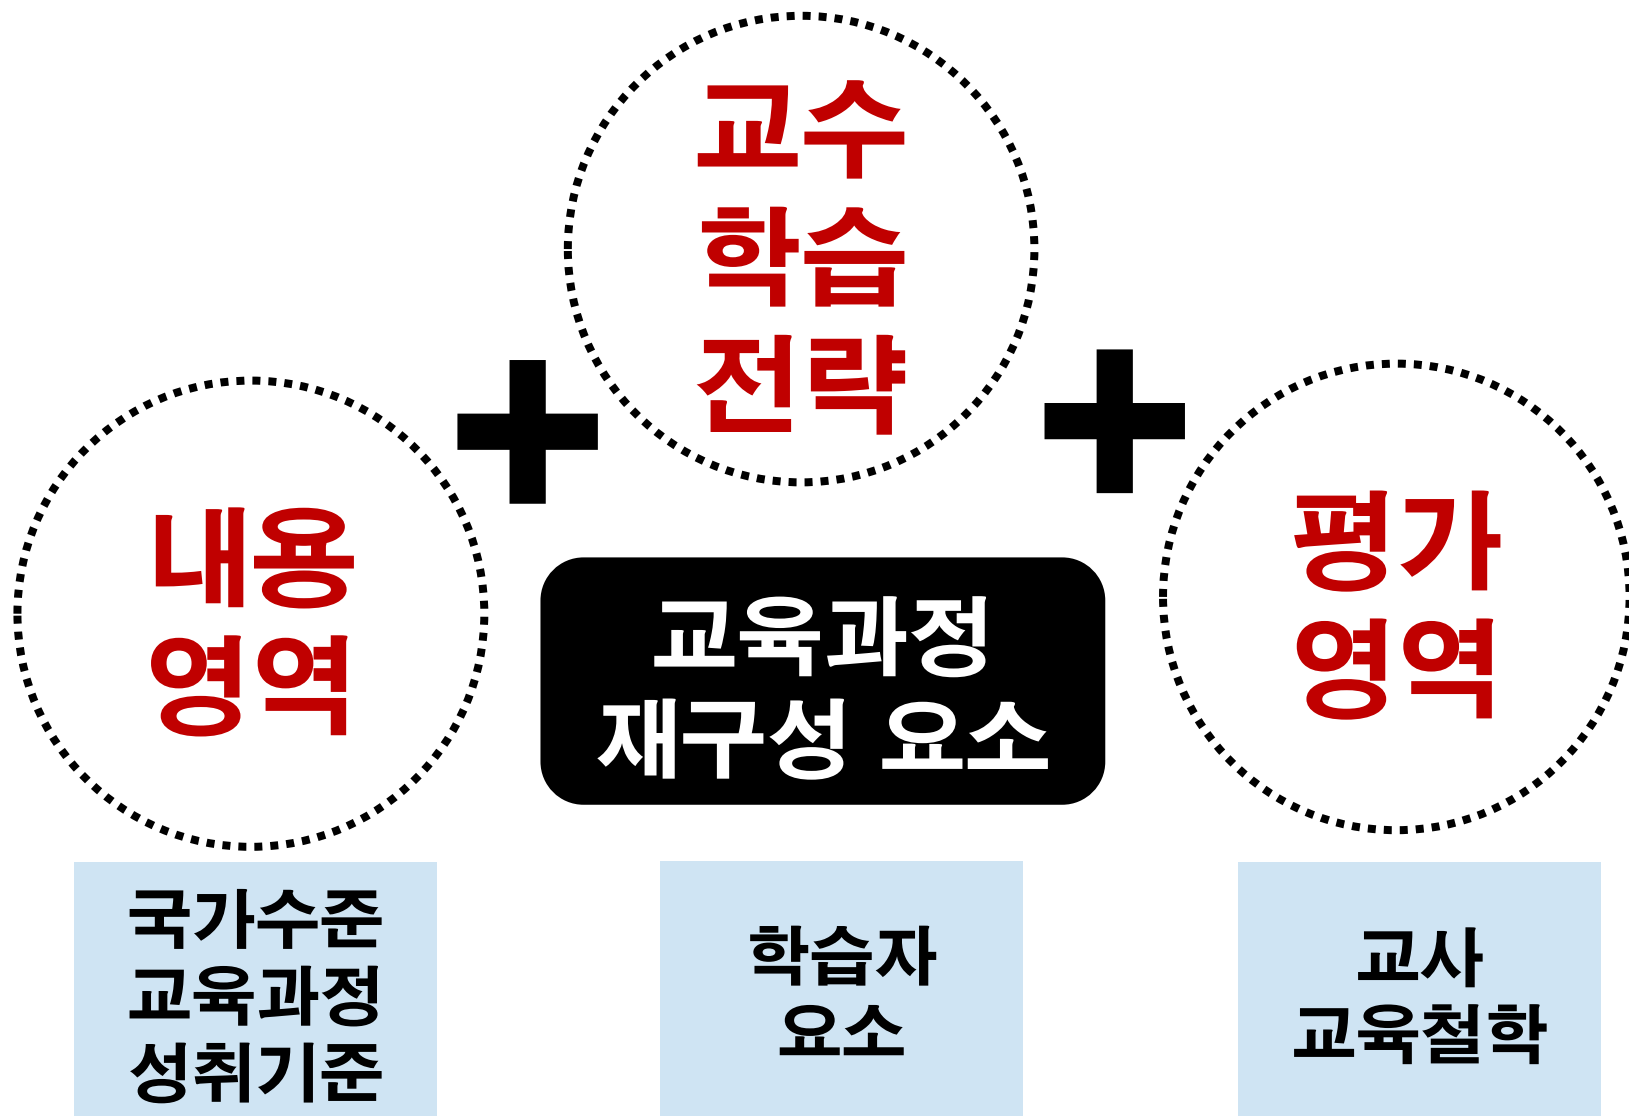 교수
학습
전략
내용
영역
평가
영역
교육과정
재구성 요소
국가수준
교육과정
성취기준
학습자
요소
교사
교육철학